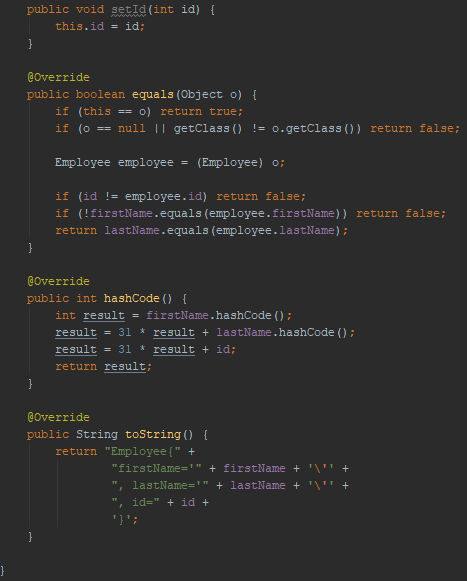 public void setId(int id) {
    this.id = id;
}

@Override
public boolean equals(Object o) {
    if (this == o) return true;
    if (o == null || getClass() != o.getClass()) return false;

    Employee employee = (Employee) o;

    if (id != employee.id) return false;
    if (!firstName.equals(employee.firstName)) return false;
    return lastName.equals(employee.lastName);
}

@Override
public int hashCode() {
    int result = firstName.hashCode();
    result = 31 * result + lastName.hashCode();
    result = 31 * result + id;
    return result;
}

@Override
public String toString() {
    return "Employee{" +
            "firstName='" + firstName + '\'' +
            ", lastName='" + lastName + '\'' +
            ", id=" + id +
            '}';
}

}